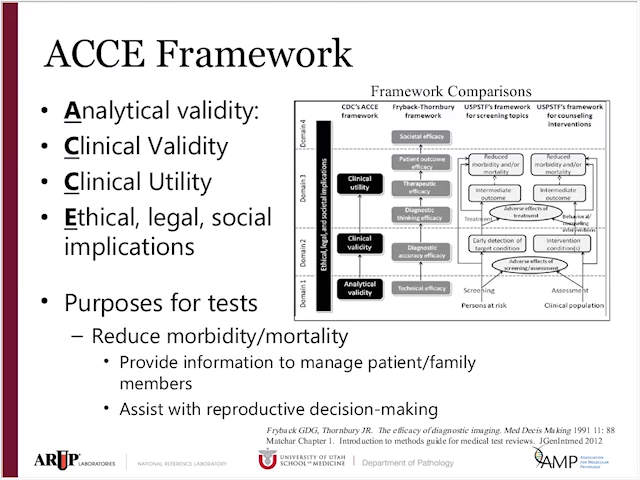 ACCE Framework
• Analytical validity:
• Clinical Validity
• Clinical Utility
• Ethical, legal, social
implications
• Purposes for tests
– Reduce morbidity/mortality
• Provide information to manage patient/family
members
• Assist with reproductive decision-making
Framework Comparisons
CDC's ACCE
framework
Fryback-Thornbury
framework
USPSTF's framework
for screening topics
USPSTF's framework
for counseling
interventions
Domain 4
Domain 3
Domain 2
Domain 1
Ethical, legal, and societal implications
Clinical
utility
Clinical
validity
Analytical
validity
Societal efficacy
Patient outcome
efficacy
Therapeutic
efficacy
Diagnostic
thinking efficacy
Diagnostic
accuracy efficacy
Technical efficacy
Reduced
morbidity and/or
mortality
Intermediate
outcome
Treatment
Early detection of
target condition
Screening
Persons at risk
Reduced
morbidity and/or
mortality
Intermediate
outcome
Adverse effects of
treatment
Behavioral/
counseling
interventions
Intervention
condition(s)
Adverse effects of
screening/assessment
Assessment
Clinical population
Fryback GDG, Thornbury JR. The efficacy of diagnostic imaging. Med Decis Making 1991 11: 88
Matchar Chapter 1. Introduction to methods guide for medical test reviews. JGenIntmed 2012
ARUP LABORATORIES
NATIONAL REFERENCE LABORATORY
UNIVERSITY OF UTAH
SCHOOL OF MEDICINE
Department of Pathology
AMP
ASSOCIATION
FOR MOLECULAR
PATHOLOGY